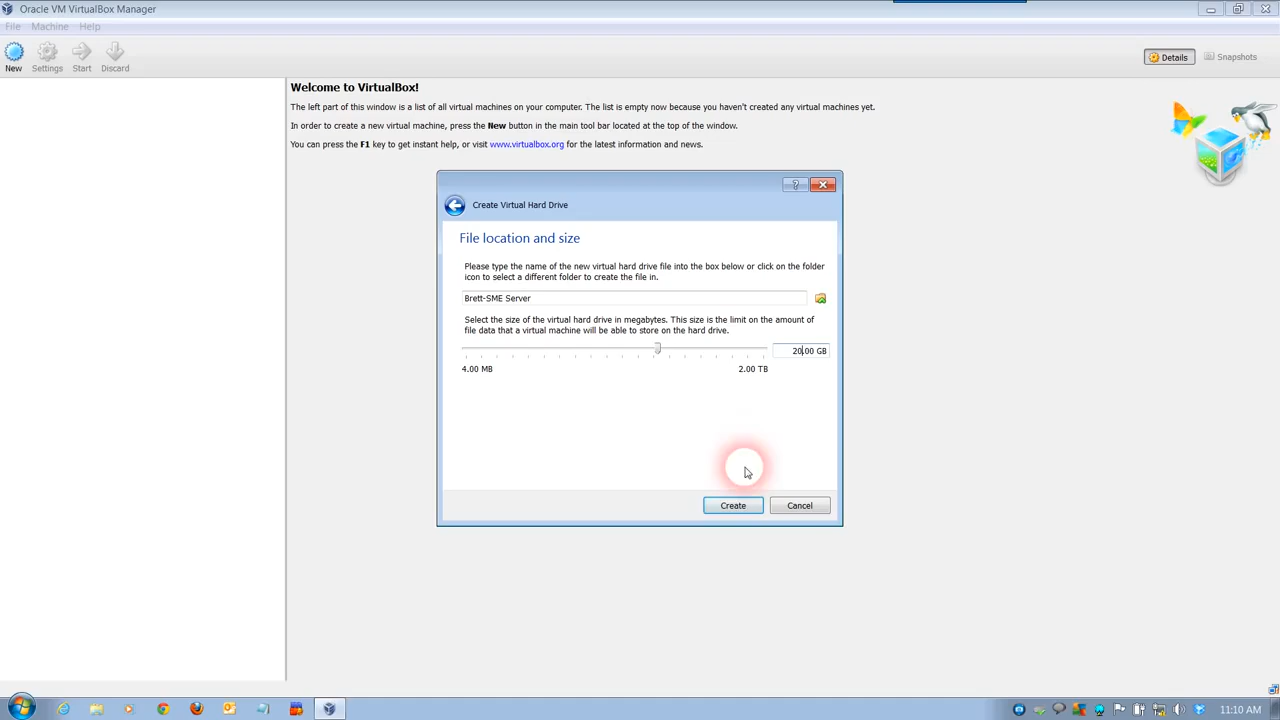 Oracle VM VirtualBox Manager
File Machine Help
New Settings Start Discard
Details Snapshots
Welcome to VirtualBox!
The left part of this window is a list of all virtual machines on your computer. The list is empty now because you haven't created any virtual machines yet.
In order to create a new virtual machine, press the New button in the main tool bar located at the top of the window.
You can press the F1 key to get instant help, or visit www.virtualbox.org for the latest information and news.
?
Create Virtual Hard Drive
File location and size
Please type the name of the new virtual hard drive file into the box below or click on the folder
icon to select a different folder to create the file in.
Brett-SME Server
Select the size of the virtual hard drive in megabytes. This size is the limit on the amount of
file data that a virtual machine will be able to store on the hard drive.
20.00 GB
4.00 MB 2.00 TB
Create Cancel
11:10 AM